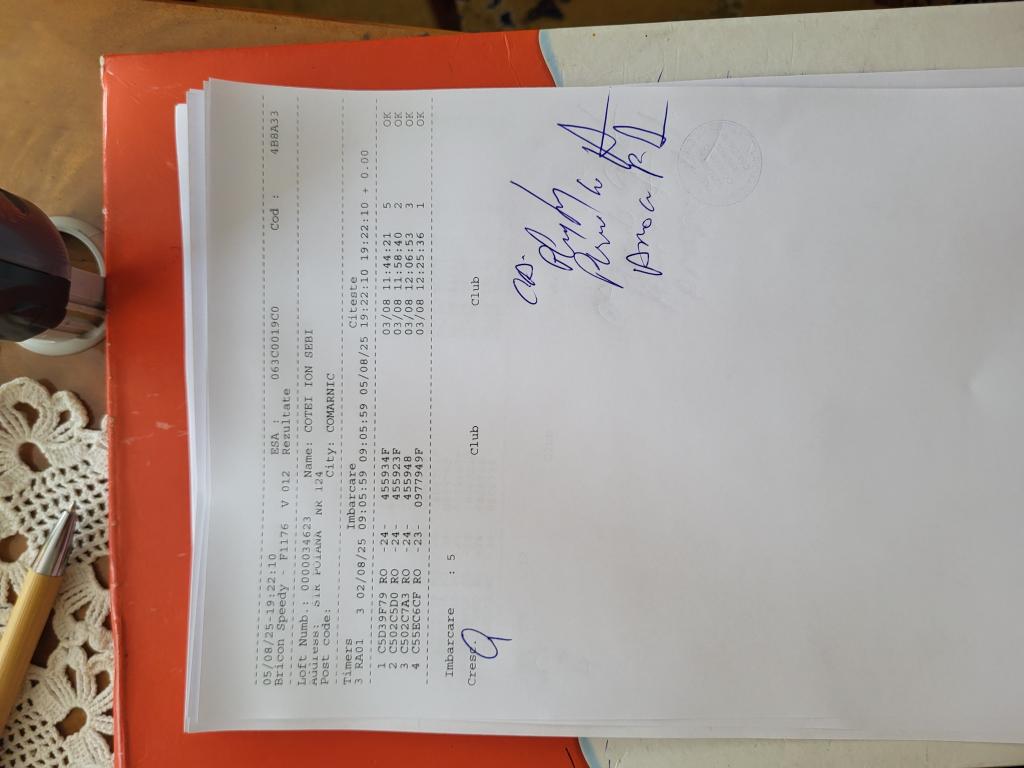 05/08/25-19:22:10 ESA : 063C0019C0 Cod : 4B8A33
Bricon Speedy - F1176 V 012 Rezultate
Loft Numb.: 0000034623 Name: COTEI ION SEBI
Address: STR POIANA NR 124
Post code: City: COMARNIC
Timers Imbarcare Citeste
3 RA01 3 02/08/25 09:05:59 09:05:59 05/08/25 19:22:10 19:22:10 + 0.00
1 C5D39F79 RO -24- 455934F 03/08 11:44:21 5 OK
2 C502C5D0 RO -24- 455923F 03/08 11:58:40 2 OK
3 C502C7A3 RO -24- 455948 03/08 12:06:53 3 OK
4 C55EC6CF RO -23- 0977949F 03/08 12:25:36 1 OK
Imbarcare : 5
Cresc. Club Club